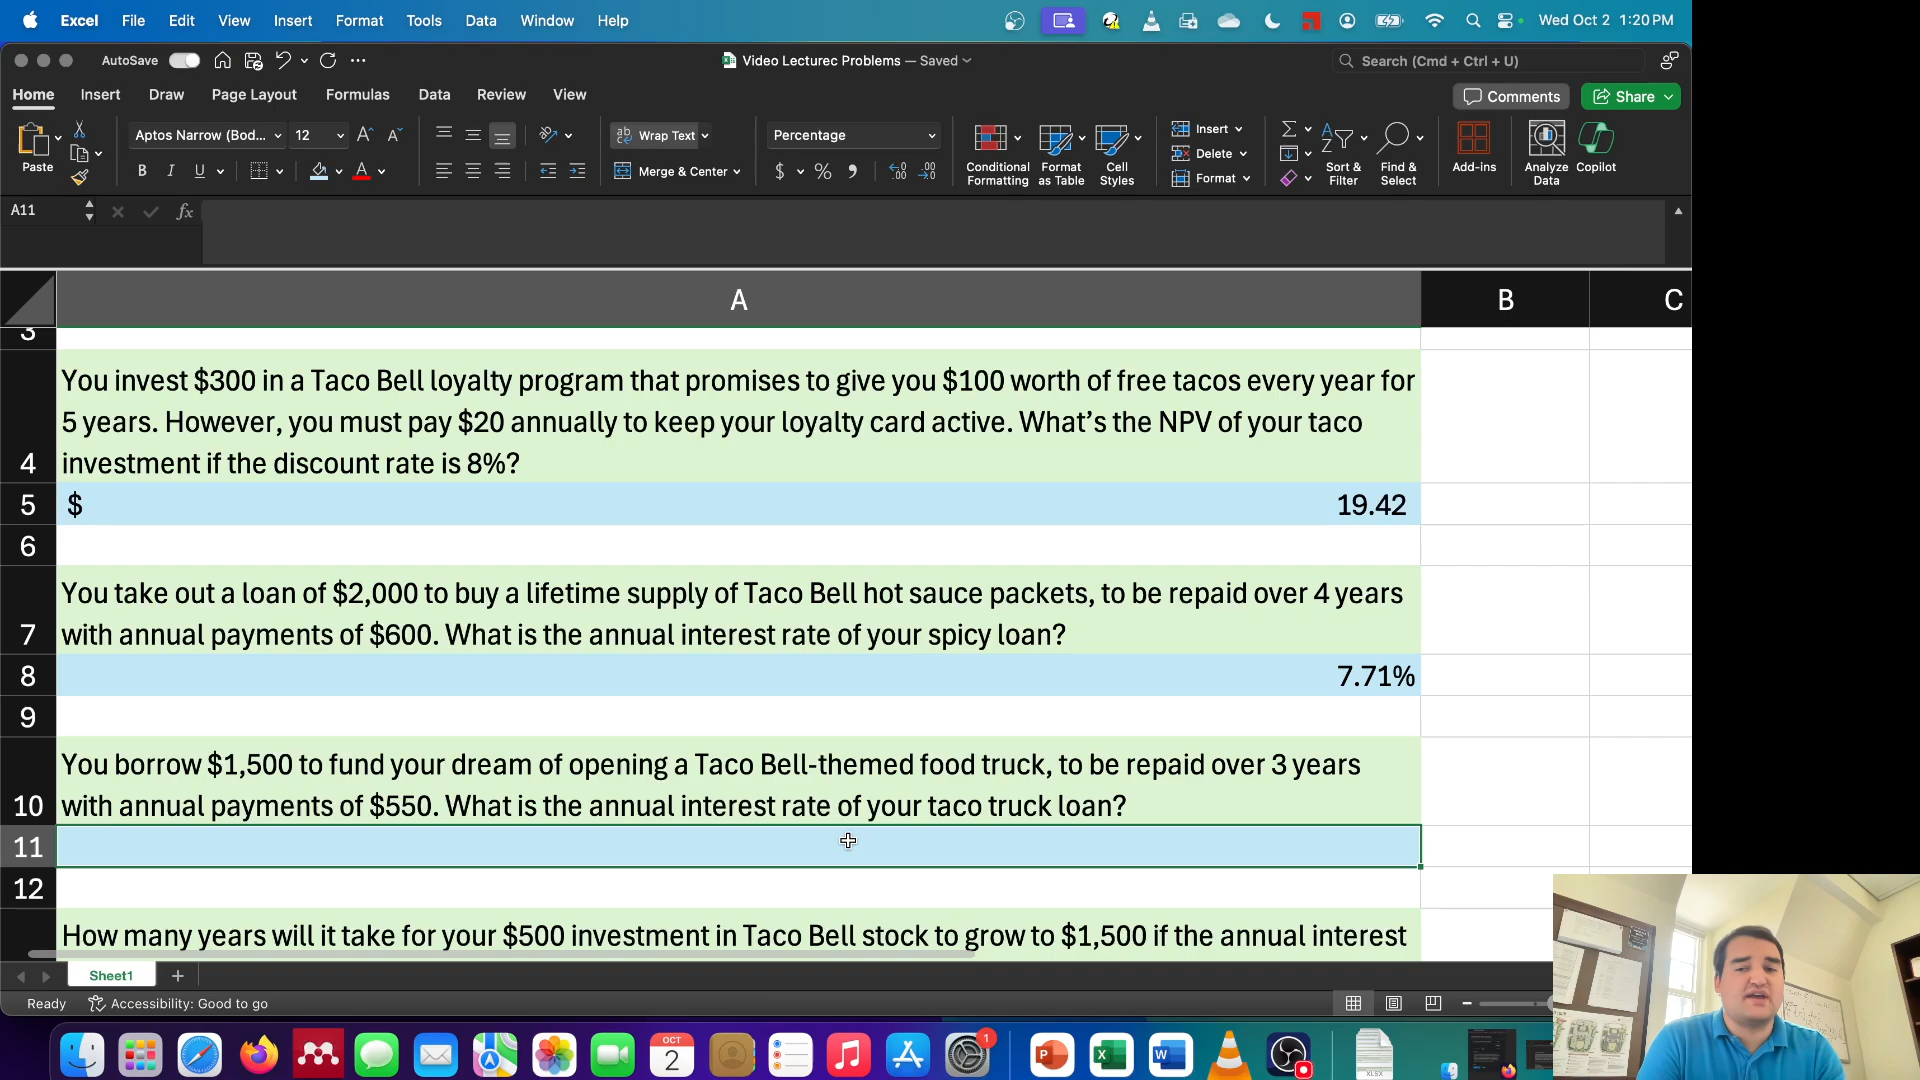 Excel File Edit View Insert Format Tools Data Window Help Wed Oct 2 1:20 PM
AutoSave Video Lecturec Problems — Saved Search (Cmd + Ctrl + U)
Home Insert Draw Page Layout Formulas Data Review View Comments Share
Paste Aptos Narrow (Bod... 12 Wrap Text Percentage Conditional Formatting Format as Table Cell Styles Insert Sort & Filter Find & Select Add-ins Analyze Data Copilot
B I U Merge & Center $ % Delete
Format
A11 fx
A B C
3
You invest $300 in a Taco Bell loyalty program that promises to give you $100 worth of free tacos every year for
5 years. However, you must pay $20 annually to keep your loyalty card active. What's the NPV of your taco
4 investment if the discount rate is 8%?
5 $ 19.42
6
You take out a loan of $2,000 to buy a lifetime supply of Taco Bell hot sauce packets, to be repaid over 4 years
7 with annual payments of $600. What is the annual interest rate of your spicy loan?
8 7.71%
9
You borrow $1,500 to fund your dream of opening a Taco Bell-themed food truck, to be repaid over 3 years
10 with annual payments of $550. What is the annual interest rate of your taco truck loan?
11
12
How many years will it take for your $500 investment in Taco Bell stock to grow to $1,500 if the annual interest
Sheet1
Ready Accessibility: Good to go
OCT
2
1
P X W XLSX